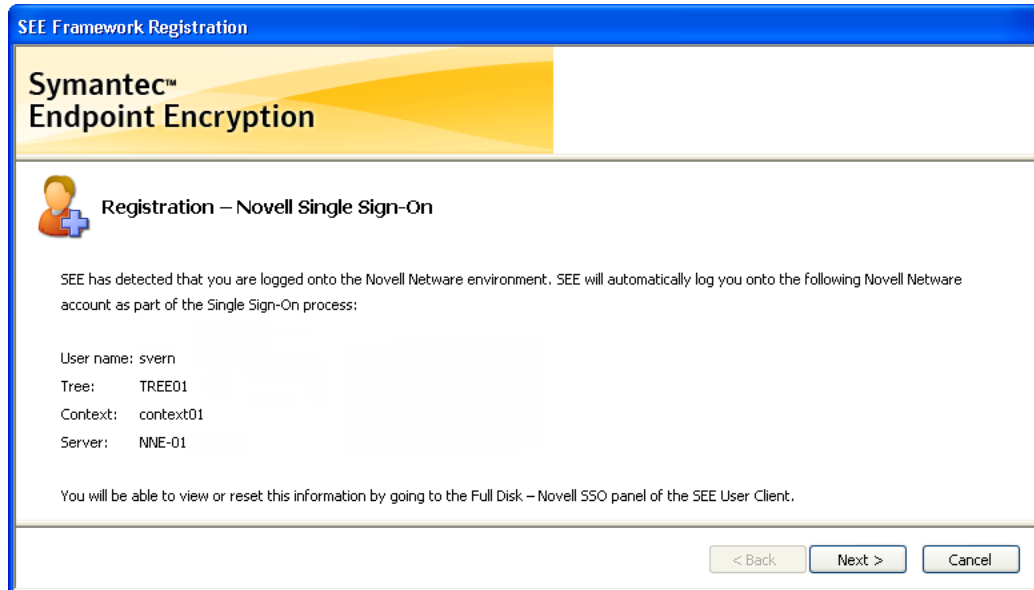 SEE Framework Registration
Symantec™
Endpoint Encryption
Registration – Novell Single Sign-On
SEE has detected that you are logged onto the Novell Netware environment. SEE will automatically log you onto the following Novell Netware
account as part of the Single Sign-On process:
User name: svern
Tree: TREE01
Context: context01
Server: NNE-01
You will be able to view or reset this information by going to the Full Disk – Novell SSO panel of the SEE User Client.
< Back Next > Cancel